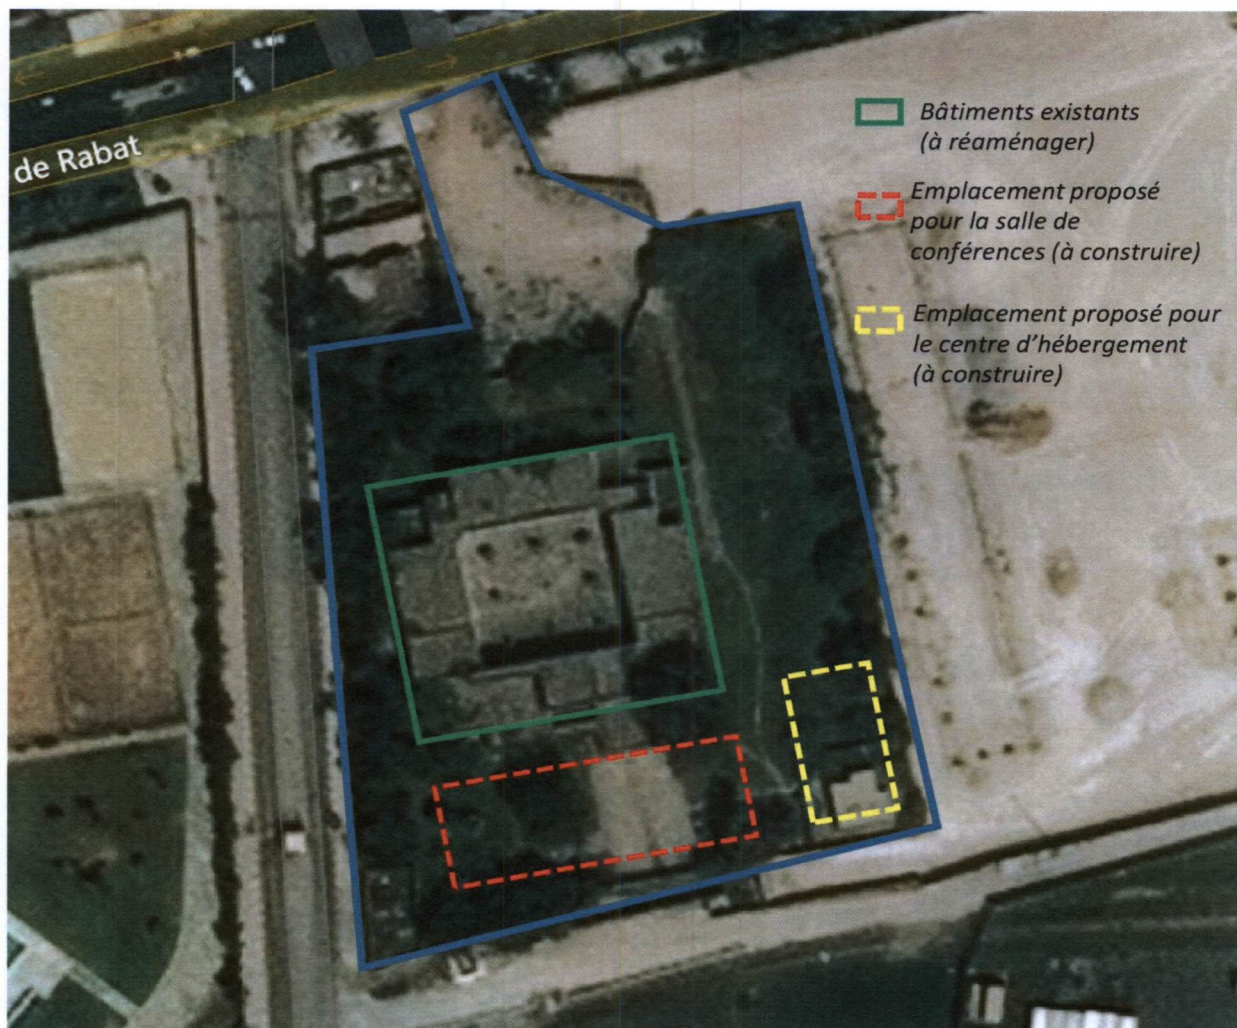 de Rabat
Bâtiments existants
(à réaménager)
Emplacement proposé
pour la salle de
conférences (à construire)
Emplacement proposé pour
le centre d'hébergement
(à construire)